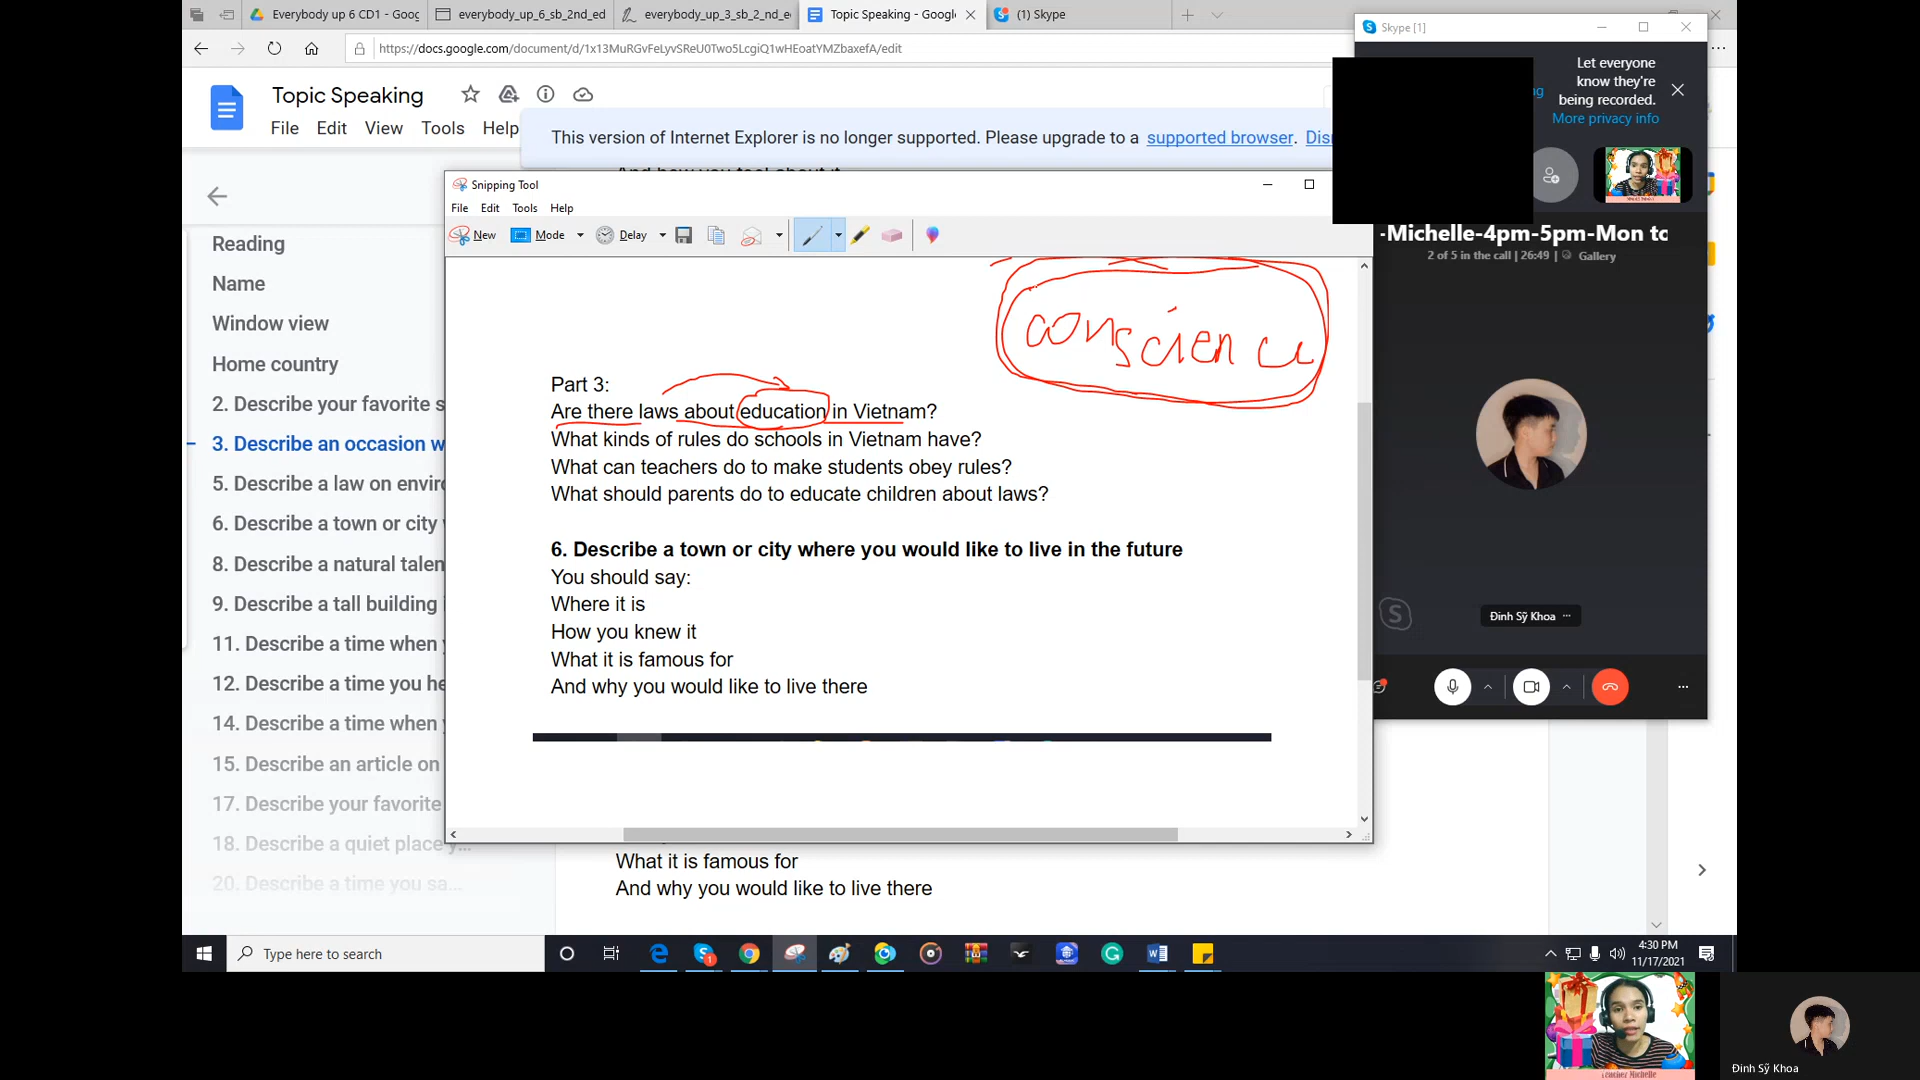 Everybody up 6 CD1 - Goog
everybody_up_6_sb_2nd_ed
everybody_up_3_sb_2_nd_e
Topic Speaking - Google
(1) Skype
https://docs.google.com/document/d/1x13MuRGvFeLyvSReU0Two5LcgiQ1wHEoatYMZbaxefA/edit
Topic Speaking
File Edit View Tools Help
This version of Internet Explorer is no longer supported. Please upgrade to a supported browser. Dis
Reading
Name
Window view
Home country
2. Describe your favorite s
3. Describe an occasion w
5. Describe a law on envir
6. Describe a town or city
8. Describe a natural talen
9. Describe a tall building i
11. Describe a time when y
12. Describe a time you he
14. Describe a time when y
15. Describe an article on
17. Describe your favorite
18. Describe a quiet place y...
20. Describe a time you sa...
Snipping Tool
File Edit Tools Help
New Mode Delay
conscience
Part 3:
Are there laws about education in Vietnam?
What kinds of rules do schools in Vietnam have?
What can teachers do to make students obey rules?
What should parents do to educate children about laws?
6. Describe a town or city where you would like to live in the future
You should say:
Where it is
How you knew it
What it is famous for
And why you would like to live there
What it is famous for
And why you would like to live there
Skype [1]
Let everyone
know they're
being recorded.
More privacy info
-Michelle-4pm-5pm-Mon to
2 of 5 in the call | 26:49 | Gallery
Đinh Sỹ Khoa
Type here to search
4:30 PM
11/17/2021
Teacher Michelle
Đinh Sỹ Khoa